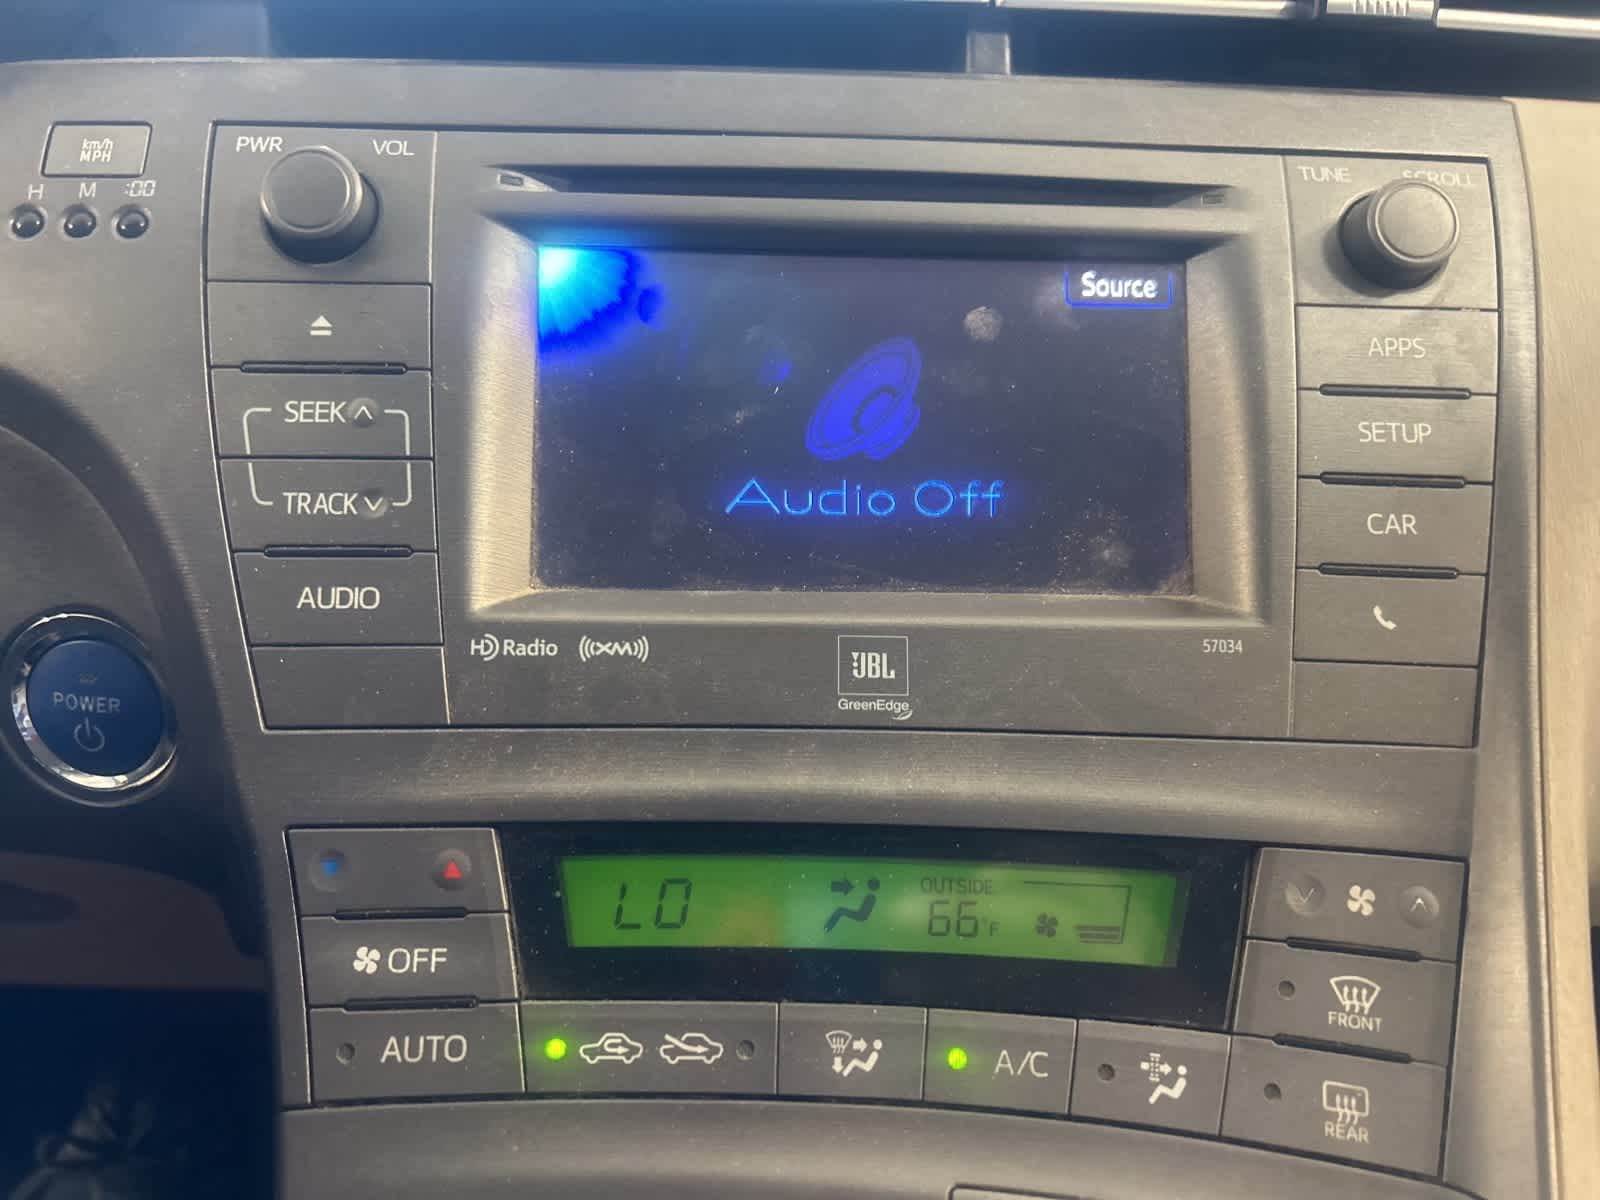 km/h
MPH
H M :00
PWR VOL
SEEK
TRACK
AUDIO
Source
Audio Off
TUNE SCROLL
APPS
SETUP
CAR
HD Radio
((XM))
JBL
GreenEdge
57034
POWER
OFF
AUTO
LO
OUTSIDE
66°F
A/C
FRONT
REAR